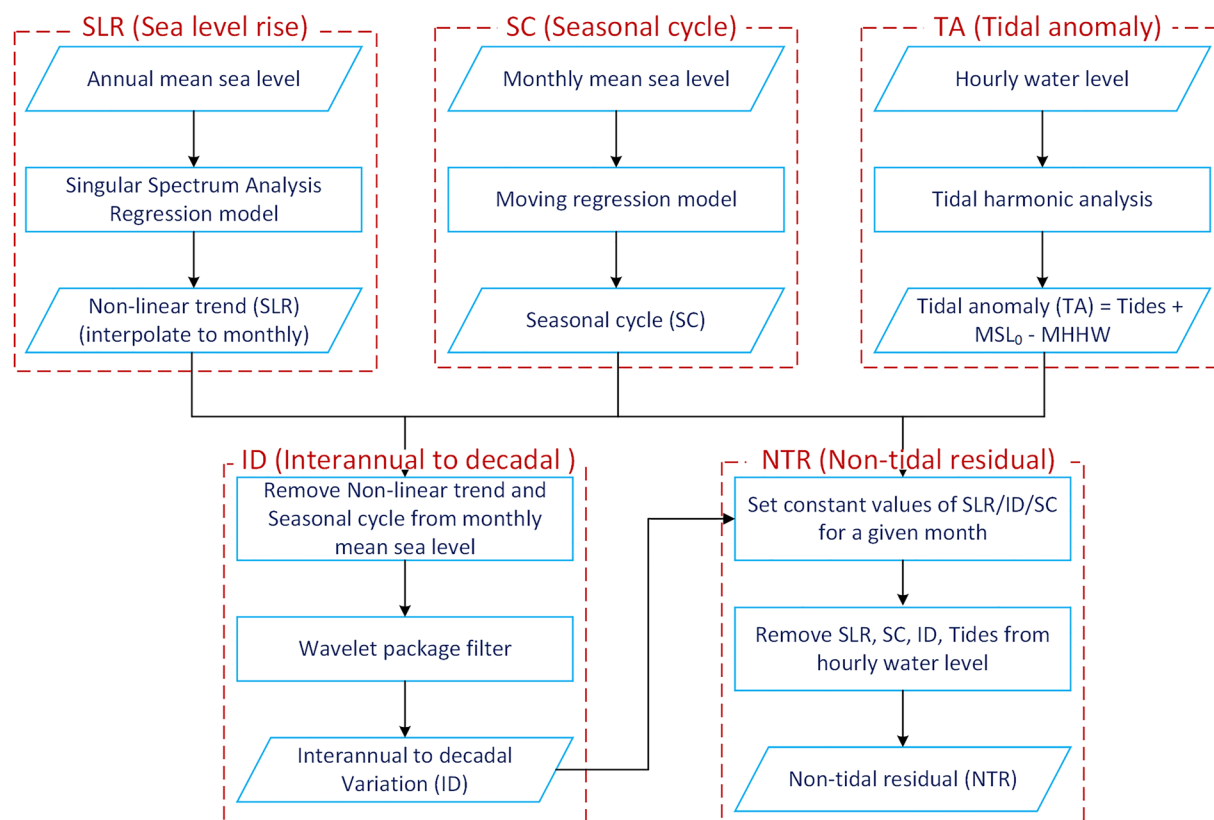 SLR (Sea level rise)
Annual mean sea level
Singular Spectrum Analysis
Regression model
Non-linear trend (SLR)
(interpolate to monthly)
SC (Seasonal cycle)
Monthly mean sea level
Moving regression model
Seasonal cycle (SC)
TA (Tidal anomaly)
Hourly water level
Tidal harmonic analysis
Tidal anomaly (TA) = Tides +
MSL₀ - MHHW
ID (Interannual to decadal )
Remove Non-linear trend and
Seasonal cycle from monthly
mean sea level
Wavelet package filter
Interannual to decadal
Variation (ID)
NTR (Non-tidal residual)
Set constant values of SLR/ID/SC
for a given month
Remove SLR, SC, ID, Tides from
hourly water level
Non-tidal residual (NTR)